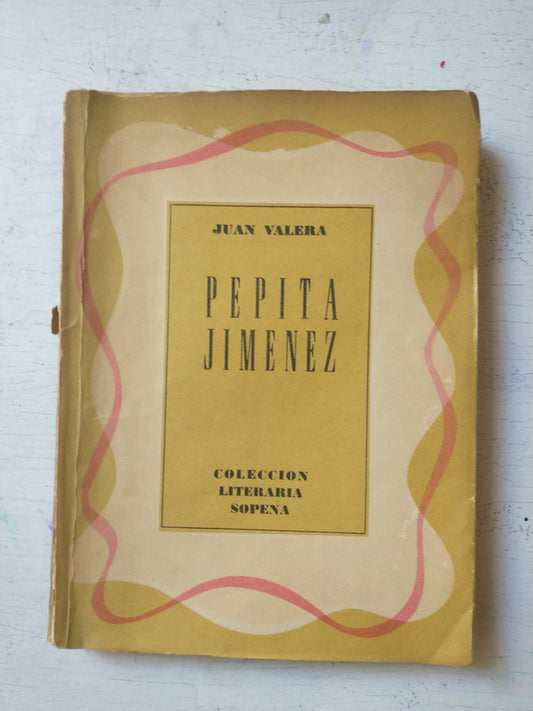 JUAN VALERA
PEPITA
JIMENEZ
COLECCION
LITERARIA
SOPENA